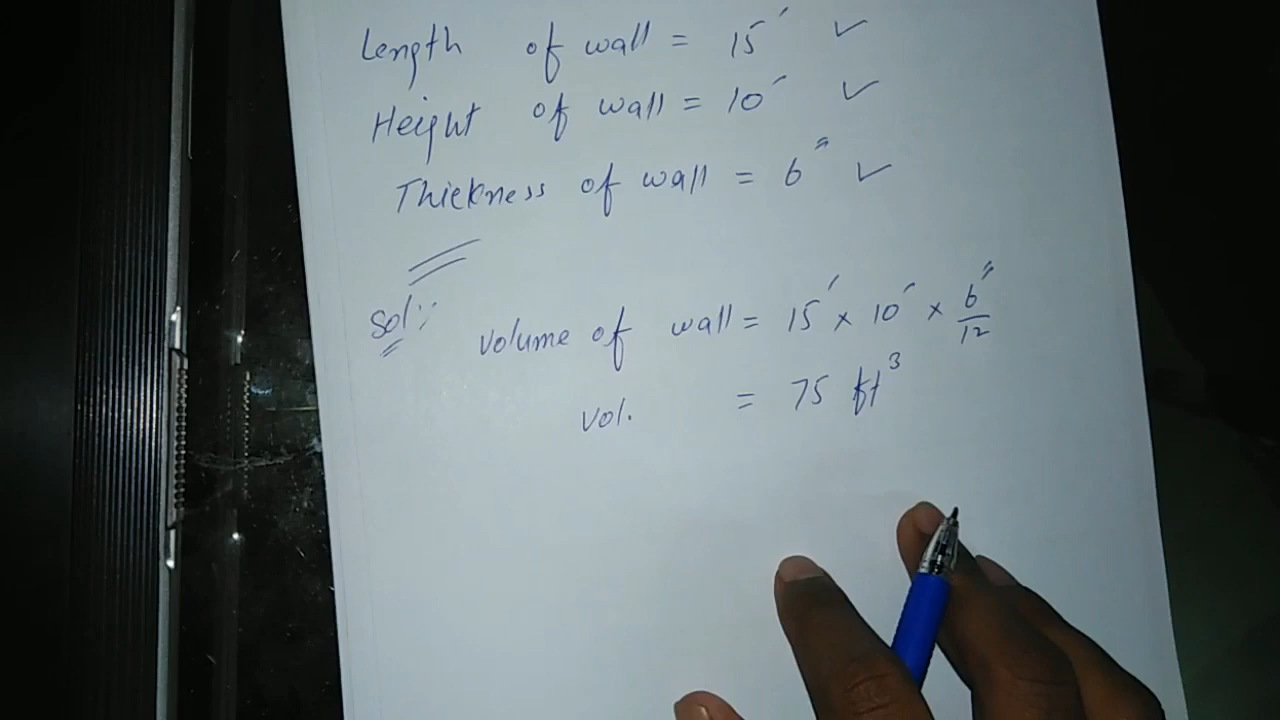 Length of wall = 15′ ✓
Height of wall = 10′ ✓
Thickness of wall = 6″ ✓
Sol:
Volume of wall = 15′ × 10′ × 6″/12
Vol. = 75 ft³